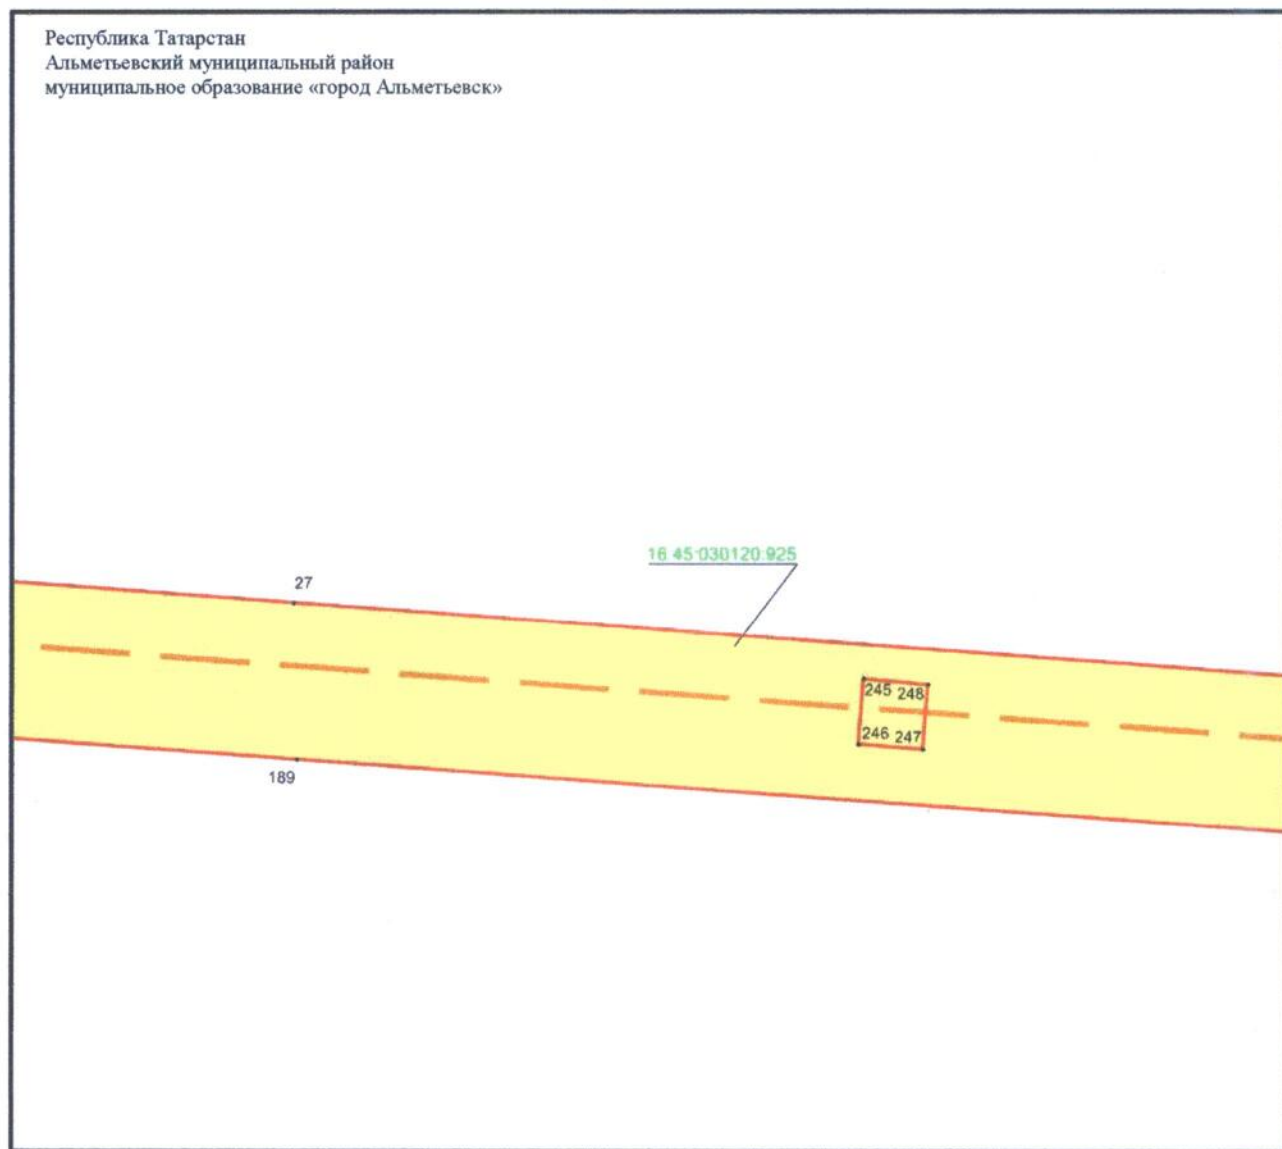 Республика Татарстан
Альметьевский муниципальный район
муниципальное образование «город Альметьевск»
16:45:030120:925
27
245 248
246 247
189